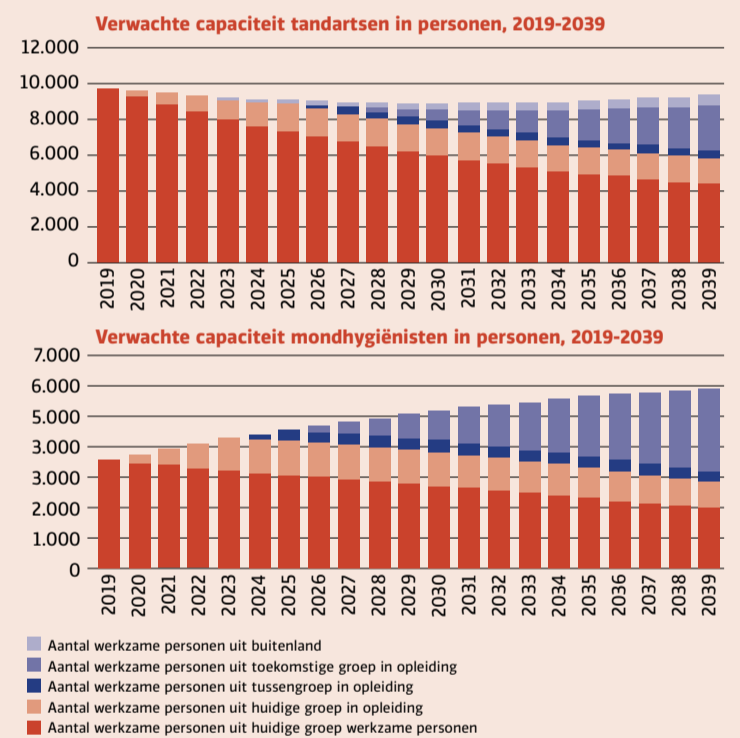 Verwachte capaciteit tandartsen in personen, 2019-2039
12.000
10.000
8.000
6.000
4.000
2.000
0
2019 2020 2021 2022 2023 2024 2025 2026 2027 2028 2029 2030 2031 2032 2033 2034 2035 2036 2037 2038 2039
Verwachte capaciteit mondhygiënisten in personen, 2019-2039
7.000
6.000
5.000
3.000
3.000
2.000
1.000
0
2019 2020 2021 2022 2023 2024 2025 2026 2027 2028 2029 2030 2031 2032 2033 2034 2035 2036 2037 2038 2039
Aantal werkzame personen uit buitenland
Aantal werkzame personen uit toekomstige groep in opleiding
Aantal werkzame personen uit tussengroep in opleiding
Aantal werkzame personen uit huidige groep in opleiding
Aantal werkzame personen uit huidige groep werkzame personen